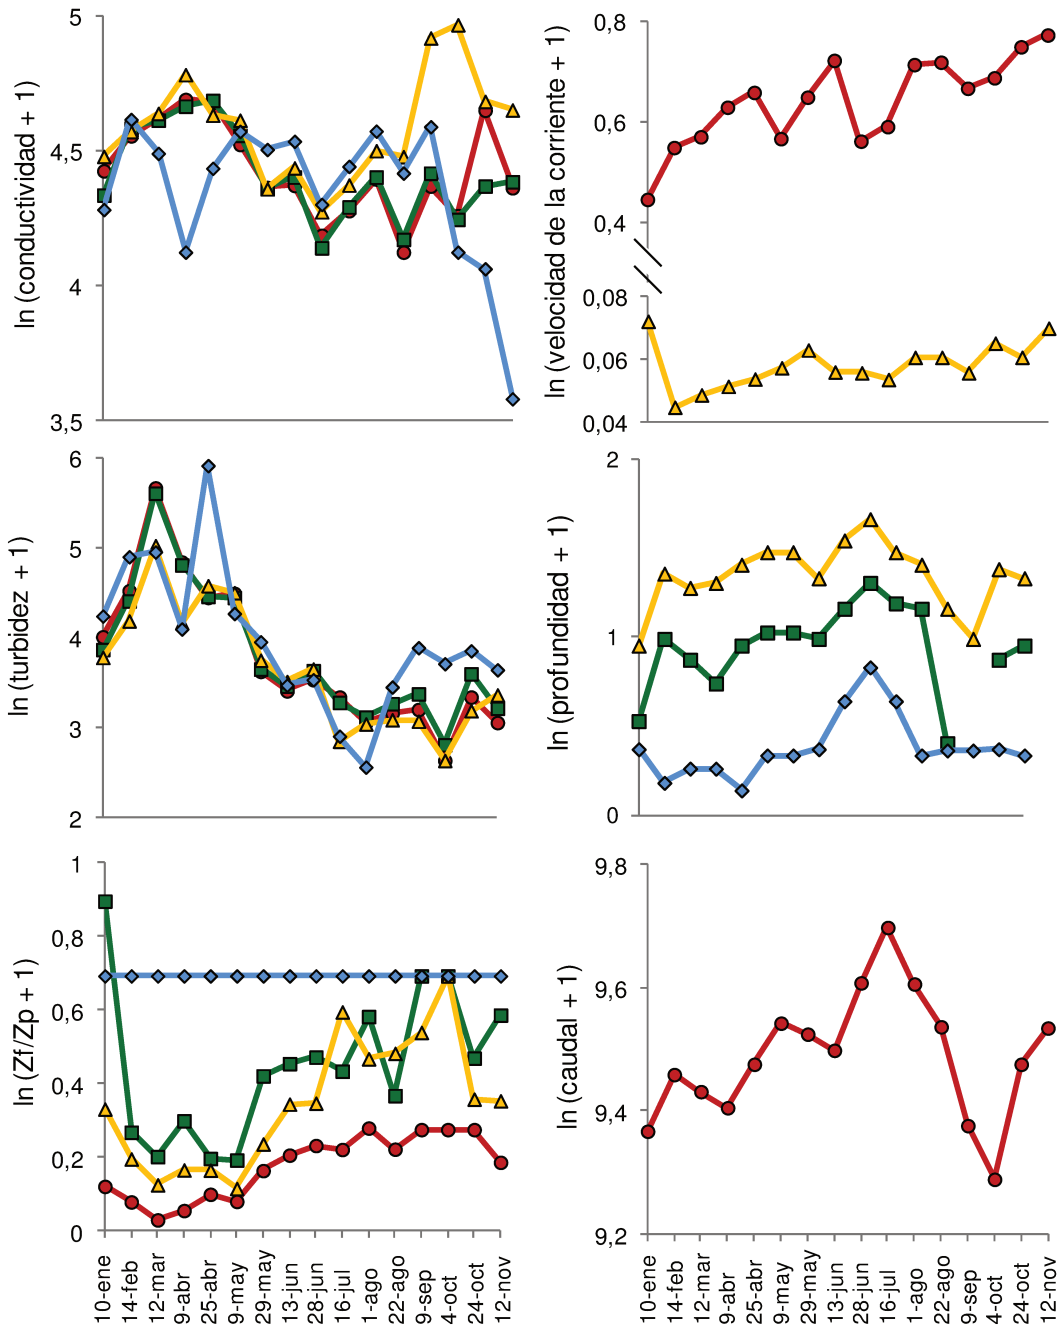 ln (conductividad + 1)
5
4,5
4
3,5
ln (velocidad de la corriente + 1)
0,8
0,6
0,4
0,08
0,06
0,04
ln (turbidez + 1)
6
5
4
3
2
ln (profundidad + 1)
2
1
0
ln (Zf/Zp + 1)
1
0,8
0,6
0,4
0,2
0
10-ene
14-feb
12-mar
9-abr
25-abr
9-may
29-may
13-jun
28-jun
16-jul
1-ago
22-ago
9-sep
4-oct
24-oct
12-nov
ln (caudal + 1)
9,8
9,6
9,4
9,2
10-ene
14-feb
12-mar
9-abr
25-abr
9-may
29-may
13-jun
28-jun
16-jul
1-ago
22-ago
9-sep
4-oct
24-oct
12-nov